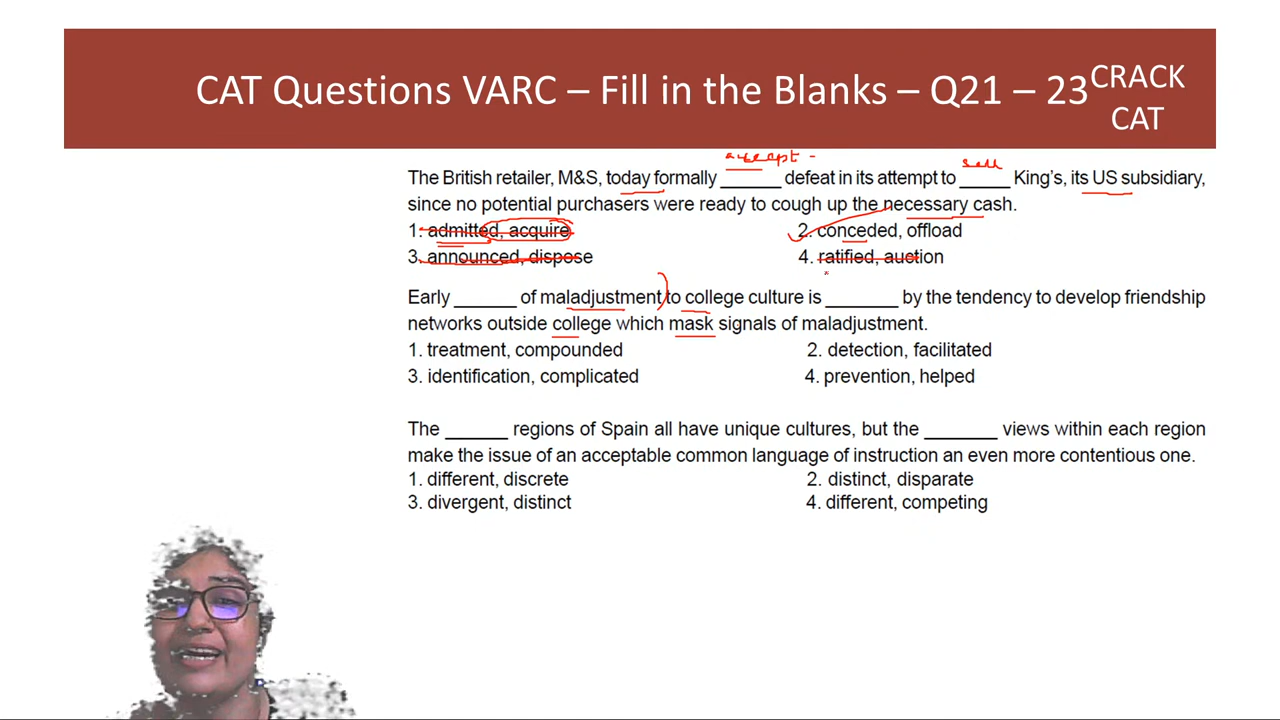 CAT Questions VARC – Fill in the Blanks – Q21 – 23
CRACK
CAT
accept -
sell
The British retailer, M&S, today formally ______ defeat in its attempt to _____ King's, its US subsidiary,
since no potential purchasers were ready to cough up the necessary cash.
1. admitted, acquire 2. conceded, offload
3. announced, dispose 4. ratified, auction
Early ______ of maladjustment to college culture is _______ by the tendency to develop friendship
networks outside college which mask signals of maladjustment.
1. treatment, compounded 2. detection, facilitated
3. identification, complicated 4. prevention, helped
The ______ regions of Spain all have unique cultures, but the _______ views within each region
make the issue of an acceptable common language of instruction an even more contentious one.
1. different, discrete 2. distinct, disparate
3. divergent, distinct 4. different, competing